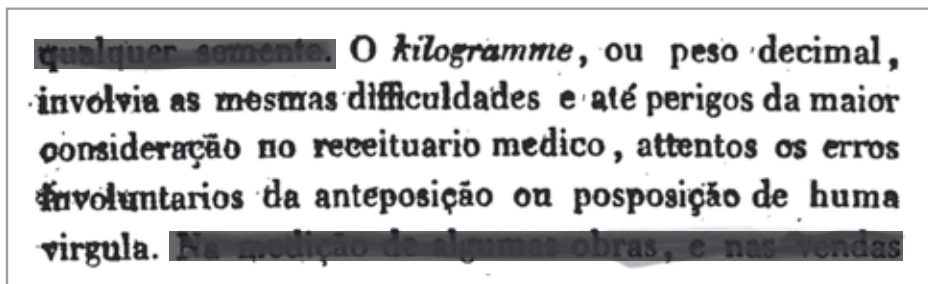 qualquer semente. O kilogramme, ou peso decimal,
involvia as mesmas difficuldades e até perigos da maior
consideração no receituario medico, attentos os erros
involuntarios da anteposição ou posposição de huma
virgula. Na medição de algumas obras, e nas vendas